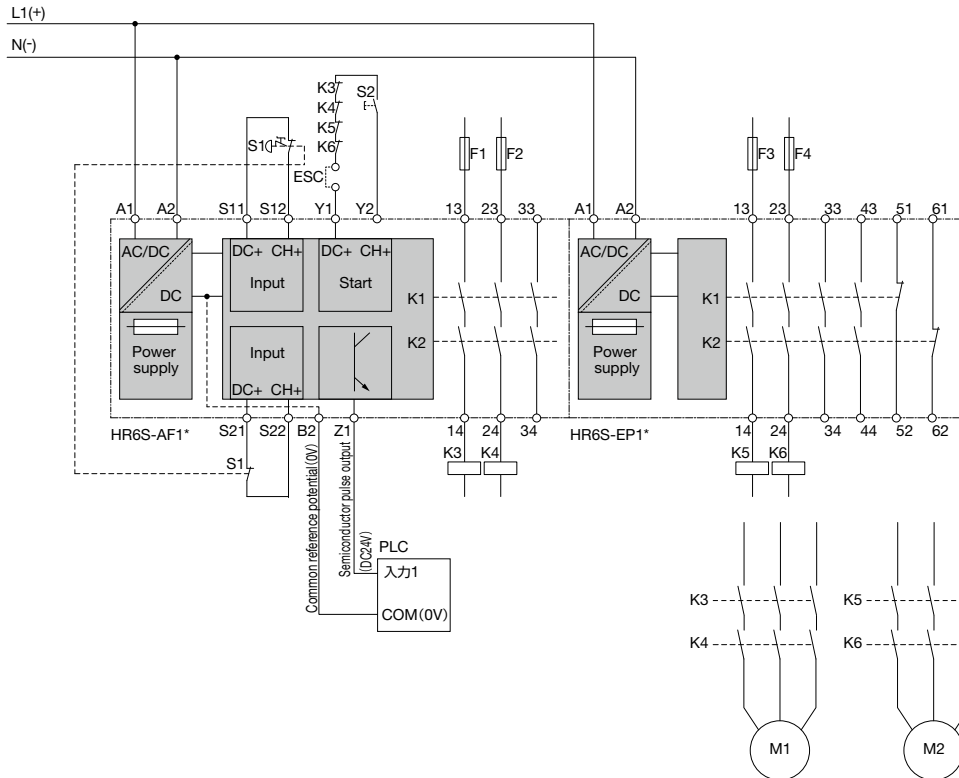 L1(+)
N(-)
K3
K4
K5
K6
S2
S1
ESC
F1
F2
F3
F4
A1
A2
S11
S12
Y1
Y2
13
23
33
A1
A2
13
23
33
43
51
61
AC/DC
DC
Power
supply
DC+ CH+
Input
DC+ CH+
Start
Input
DC+ CH+
K1
K2
AC/DC
DC
Power
supply
K1
K2
HR6S-AF1*
S21
S22
B2
Z1
14
24
34
HR6S-EP1*
14
24
34
44
52
62
S1
K3
K4
K5
K6
Common reference potential(0V)
Semiconductor pulse output
(DC24V)
PLC
入力1
COM(0V)
K3
K4
K5
K6
M1
M2